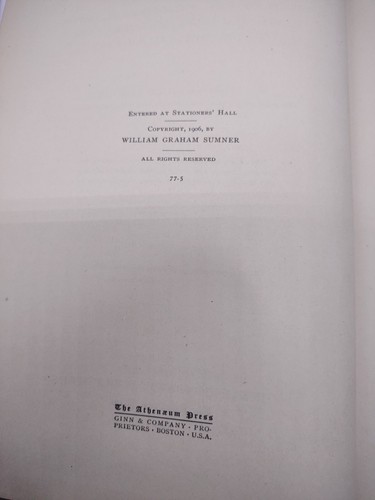 Entered at Stationers' Hall
Copyright, 1906, by
WILLIAM GRAHAM SUMNER
ALL RIGHTS RESERVED
77-5
The Athenæum Press
GINN & COMPANY · PRO-
PRIETORS · BOSTON · U.S.A.